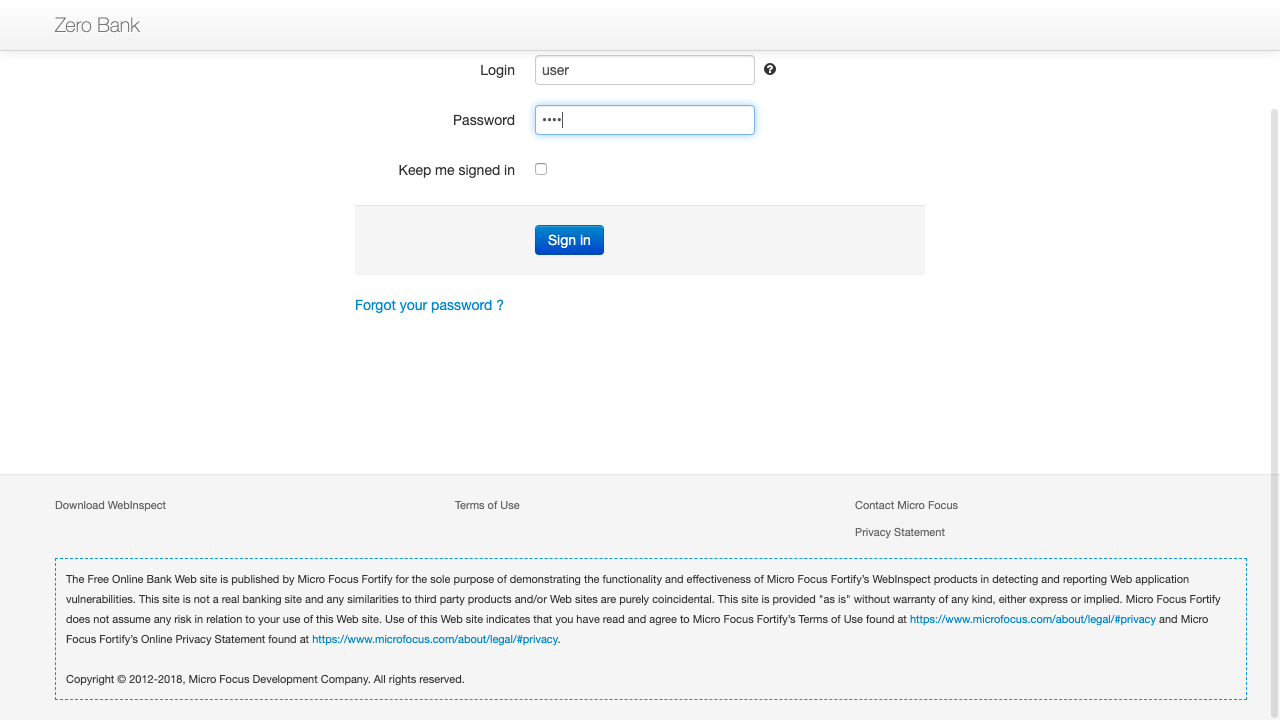 Zero Bank
Login user
Password ••••
Keep me signed in
Sign in
Forgot your password ?
Download WebInspect
Terms of Use
Contact Micro Focus
Privacy Statement
The Free Online Bank Web site is published by Micro Focus Fortify for the sole purpose of demonstrating the functionality and effectiveness of Micro Focus Fortify's WebInspect products in detecting and reporting Web application
vulnerabilities. This site is not a real banking site and any similarities to third party products and/or Web sites are purely coincidental. This site is provided "as is" without warranty of any kind, either express or implied. Micro Focus Fortify
does not assume any risk in relation to your use of this Web site. Use of this Web site indicates that you have read and agree to Micro Focus Fortify's Terms of Use found at https://www.microfocus.com/about/legal/#privacy and Micro
Focus Fortify's Online Privacy Statement found at https://www.microfocus.com/about/legal/#privacy.
Copyright © 2012-2018, Micro Focus Development Company. All rights reserved.